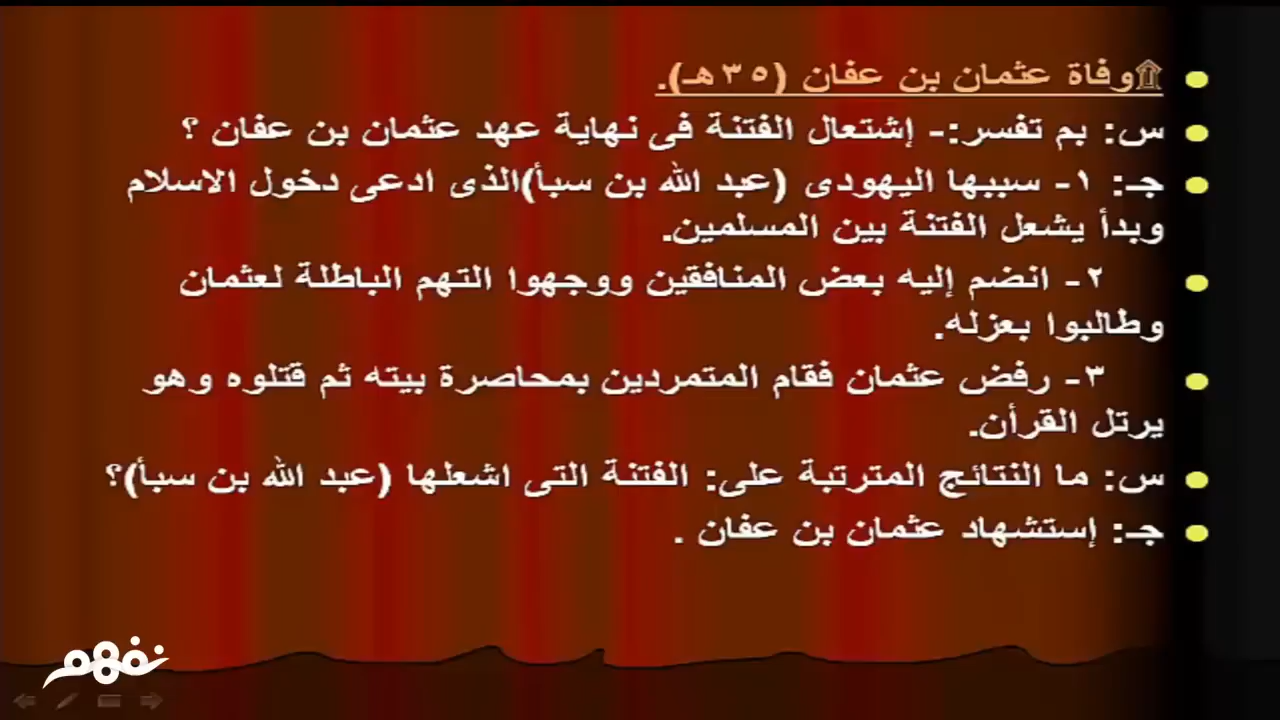 ۩وفاة عثمان بن عفان (٣٥هـ).
س: بم تفسر:- إشتعال الفتنة فى نهاية عهد عثمان بن عفان ؟
جـ: ١- سببها اليهودى (عبد الله بن سبأ)الذى ادعى دخول الاسلام
وبدأ يشعل الفتنة بين المسلمين.
٢- انضم إليه بعض المنافقين ووجهوا التهم الباطلة لعثمان
وطالبوا بعزله.
٣- رفض عثمان فقام المتمردين بمحاصرة بيته ثم قتلوه وهو
يرتل القرأن.
س: ما النتائج المترتبة على: الفتنة التى اشعلها (عبد الله بن سبأ)؟
جـ: إستشهاد عثمان بن عفان .
نفهم